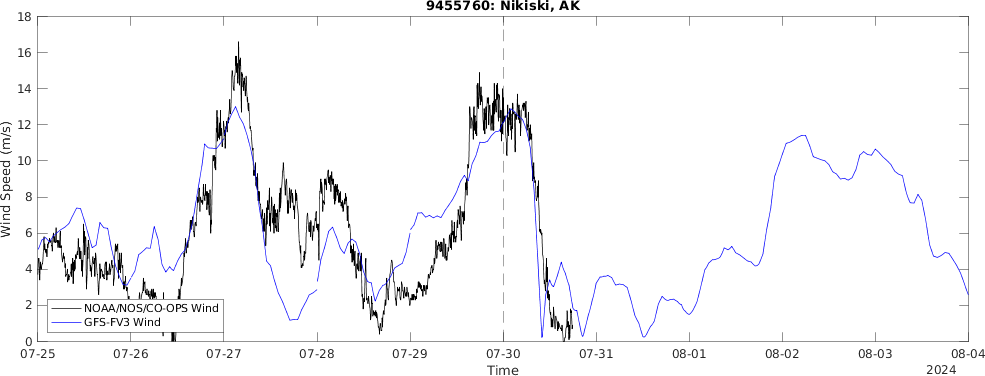 9455760: Nikiski, AK
18
16
14
12
10
8
6
4
2
0
Wind Speed (m/s)
NOAA/NOS/CO-OPS Wind
GFS-FV3 Wind
07-25 07-26 07-27 07-28 07-29 07-30 07-31 08-01 08-02 08-03 08-04
Time
2024